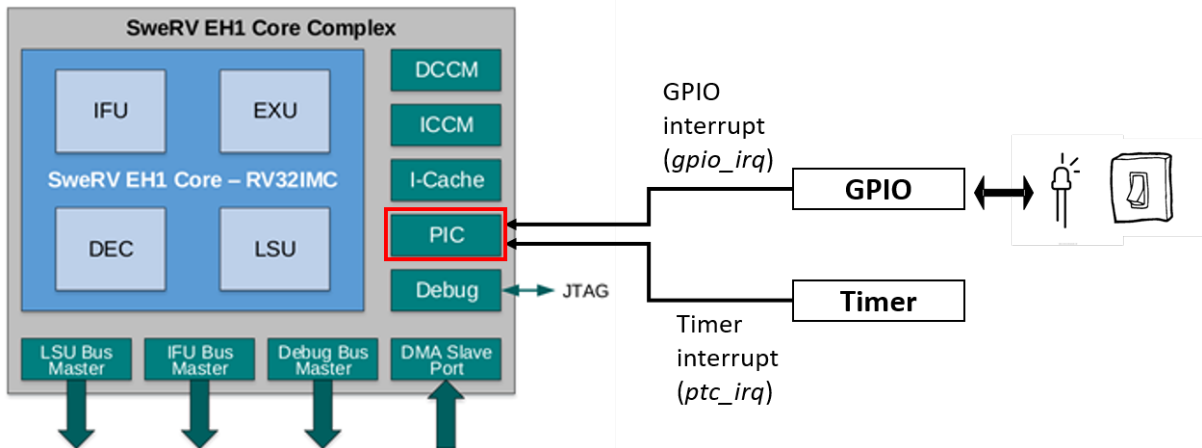 SweRV EH1 Core Complex
IFU
EXU
SweRV EH1 Core – RV32IMC
DEC
LSU
DCCM
ICCM
I-Cache
PIC
Debug
JTAG
LSU Bus
Master
IFU Bus
Master
Debug Bus
Master
DMA Slave
Port
GPIO
interrupt
(gpio_irq)
GPIO
Timer
Timer
interrupt
(ptc_irq)